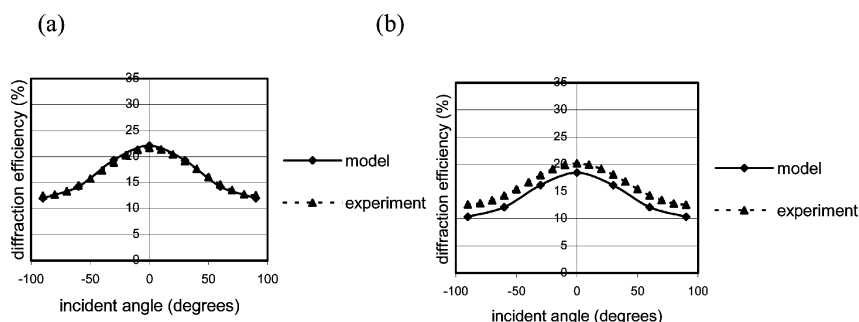 (a)
diffraction efficiency (%)
35
30
25
20
15
10
5
0
-100
-50
0
50
100
incident angle (degrees)
model
experiment
(b)
diffraction efficiency (%)
35
30
25
20
15
10
5
0
-100
-50
0
50
100
incident angle (degrees)
model
experiment